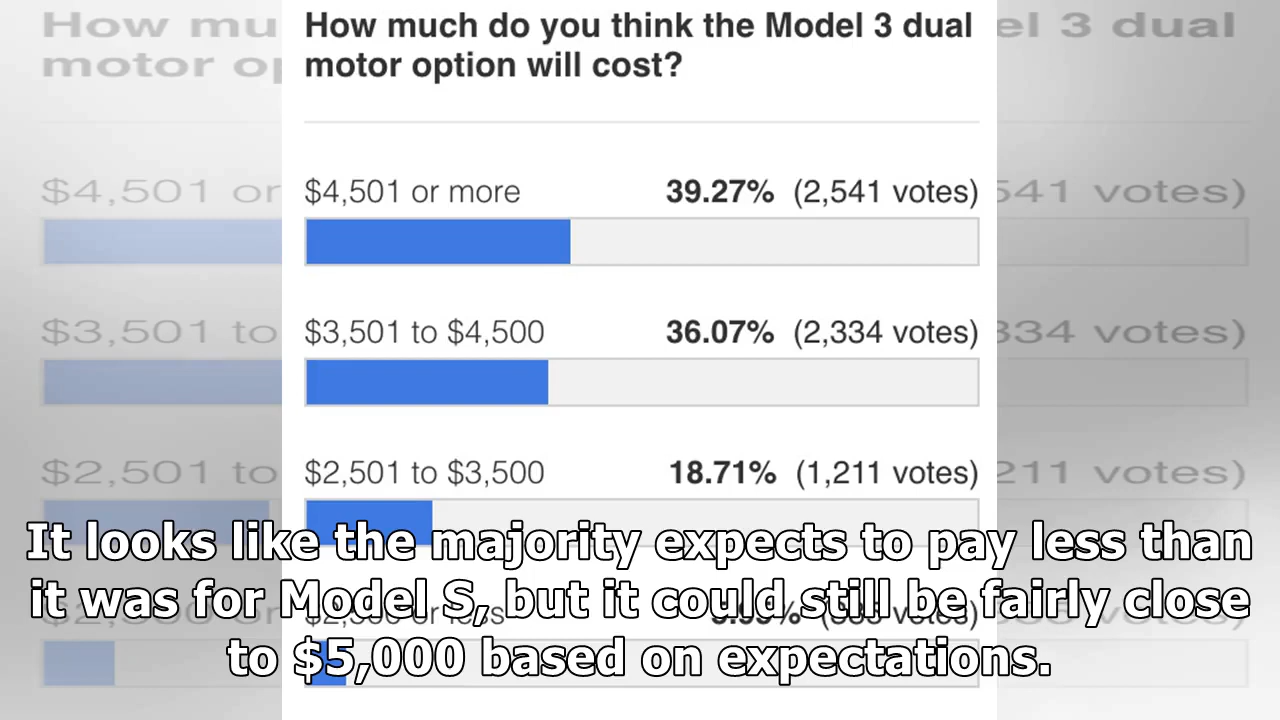 How much do you think the Model 3 dual
motor option will cost?
$4,501 or more 39.27% (2,541 votes)
$3,501 to $4,500 36.07% (2,334 votes)
$2,501 to $3,500 18.71% (1,211 votes)
It looks like the majority expects to pay less than
it was for Model S, but it could still be fairly close
to $5,000 based on expectations.